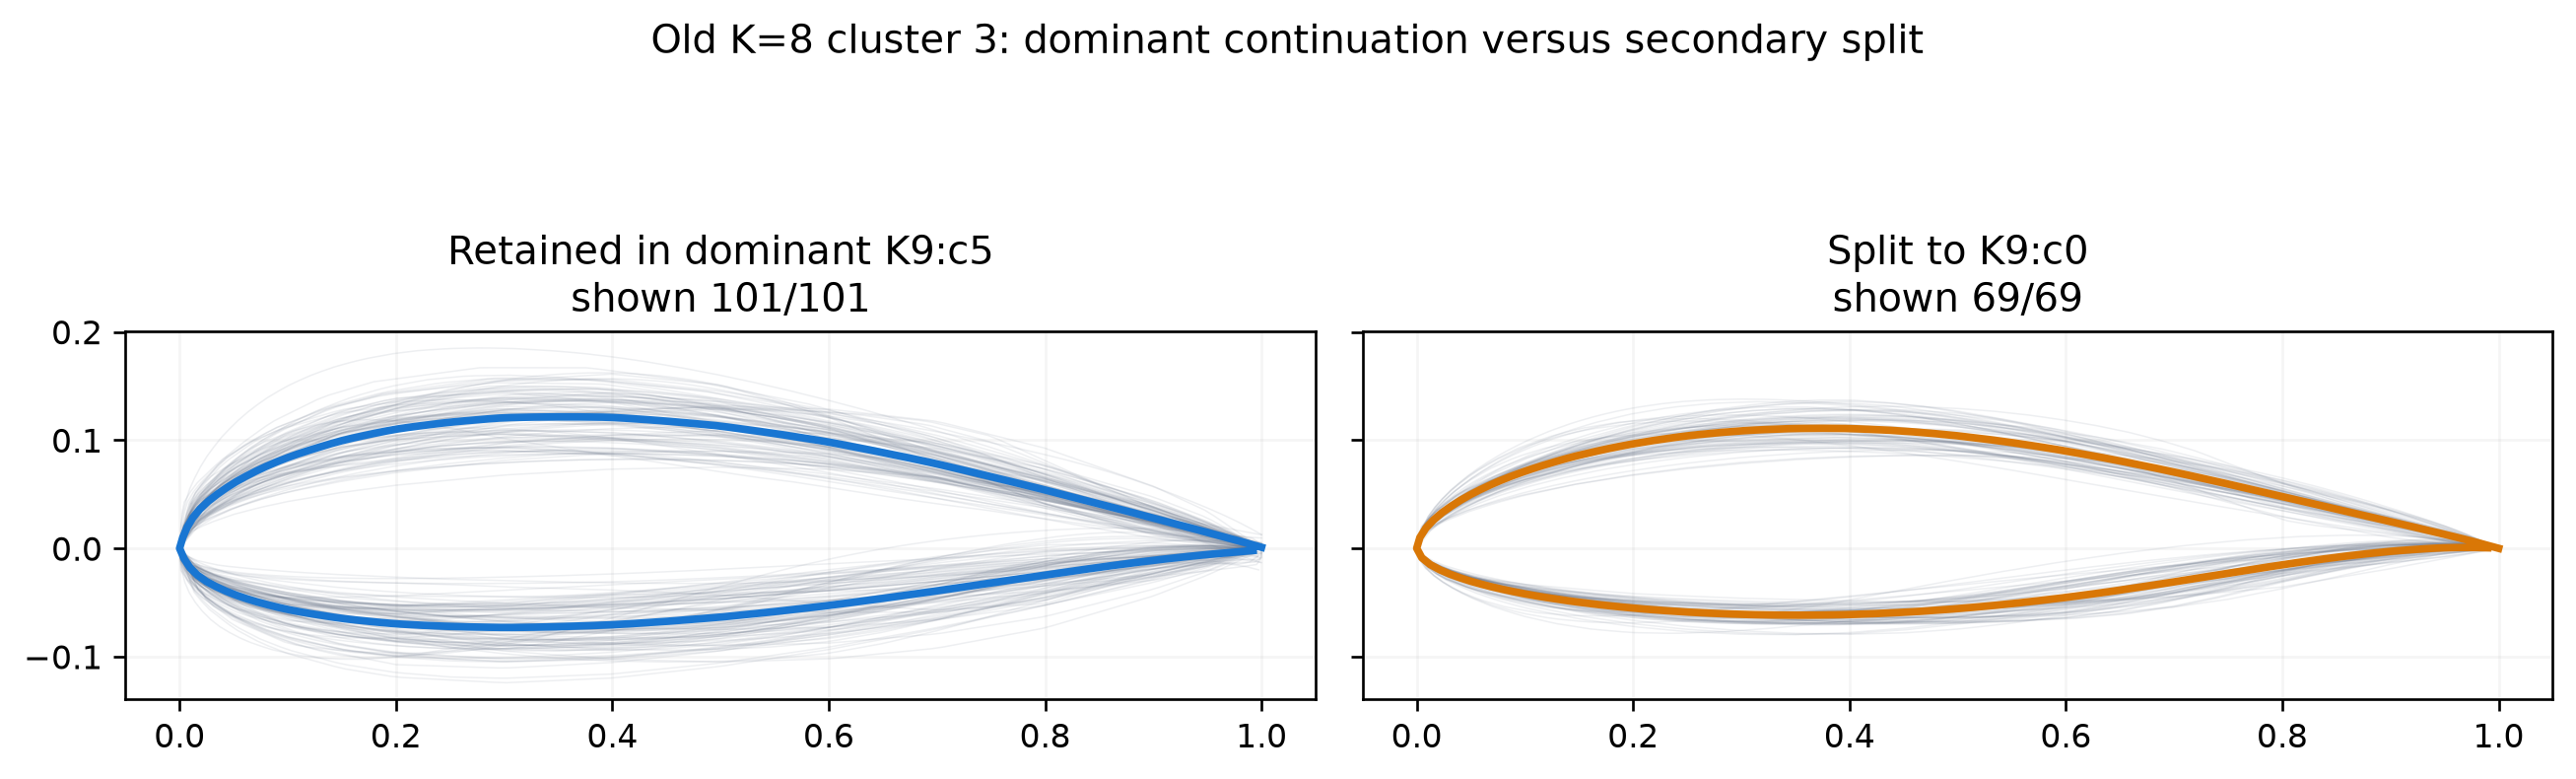 Old K=8 cluster 3: dominant continuation versus secondary split
Retained in dominant K9:c5
shown 101/101
Split to K9:c0
shown 69/69
0.2
0.1
0.0
−0.1
0.0 0.2 0.4 0.6 0.8 1.0
0.0 0.2 0.4 0.6 0.8 1.0